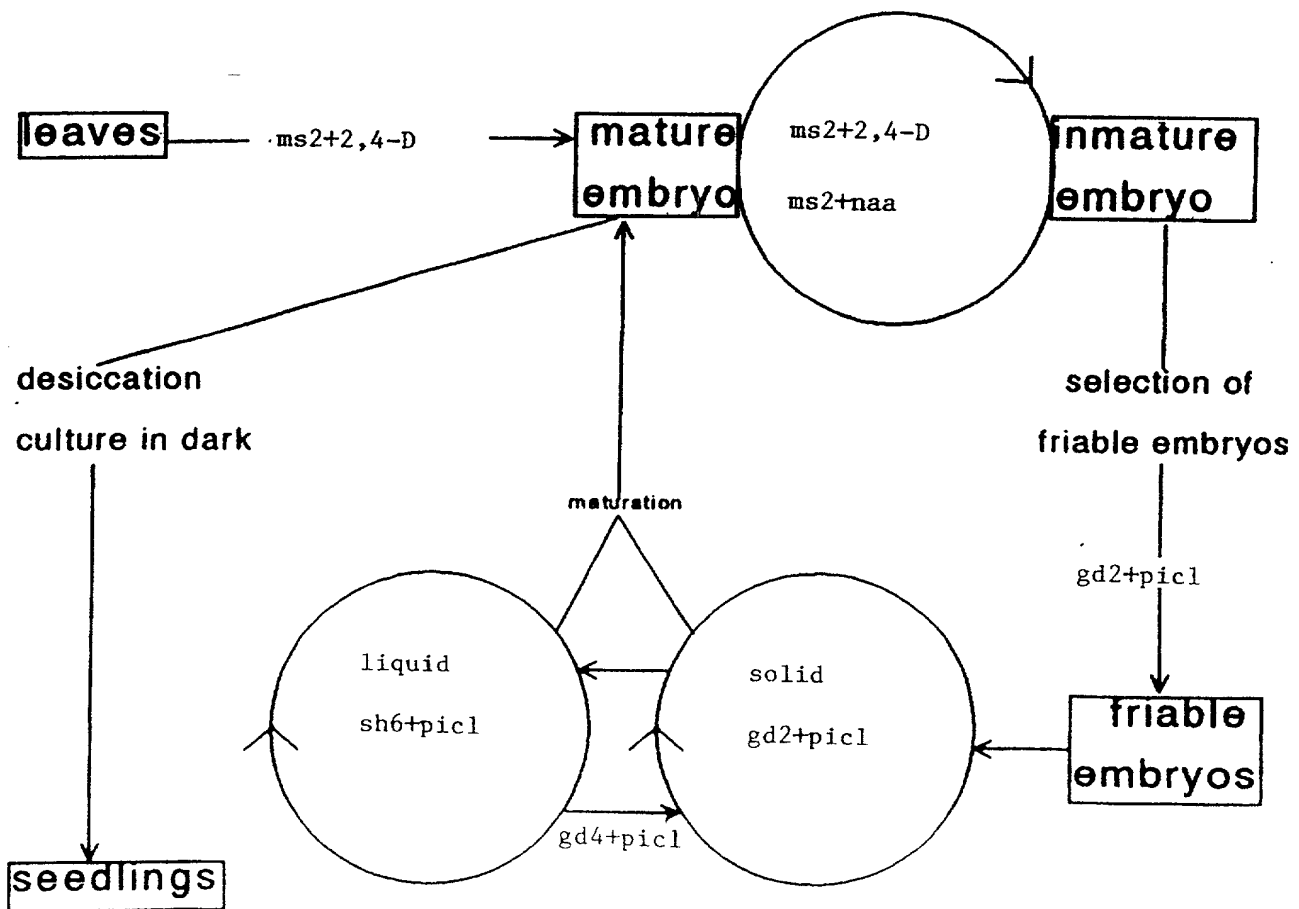 leaves
ms2+2,4-D
mature
embryo
ms2+2,4-D
ms2+naa
inmature
embryo
desiccation
culture in dark
selection of
friable embryos
maturation
gd2+picl
liquid
sh6+picl
solid
gd2+picl
friable
embryos
gd4+picl
seedlings